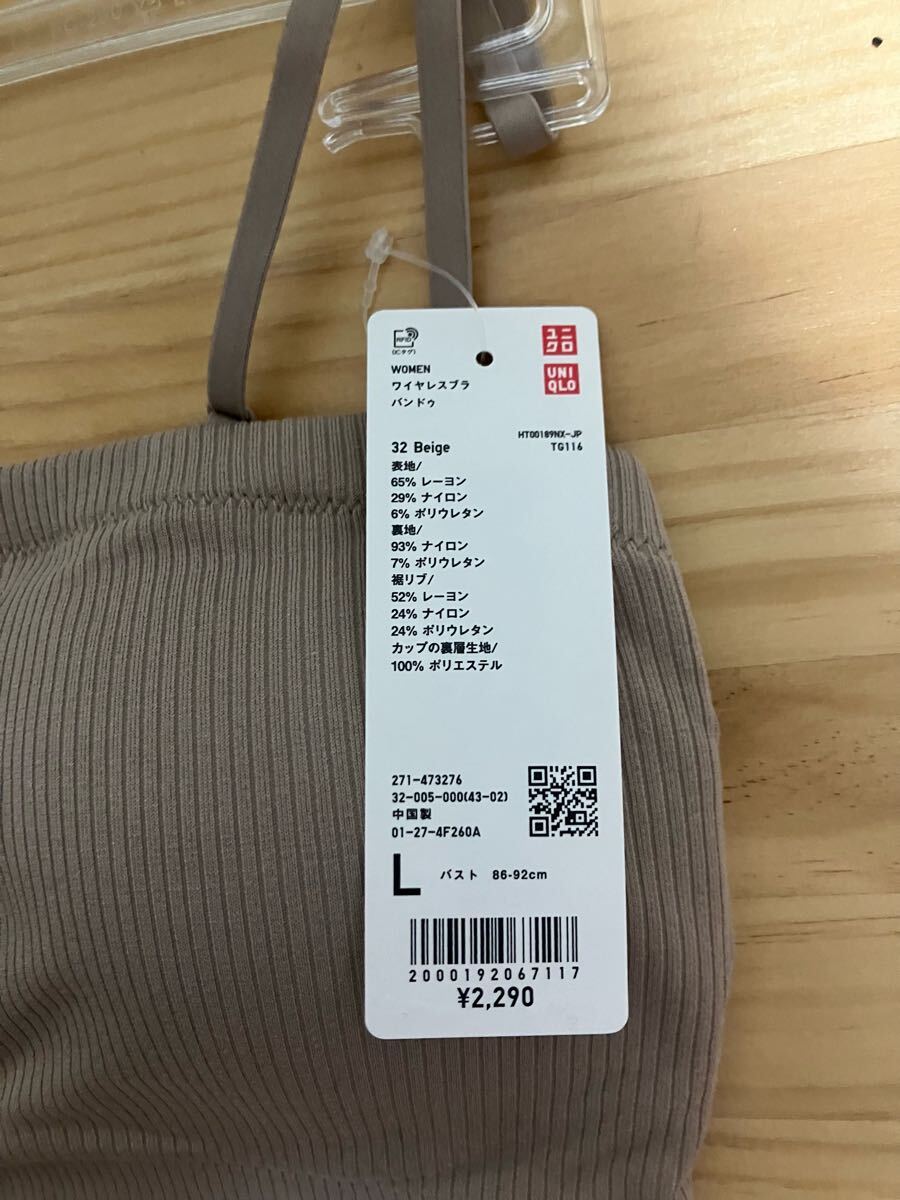 RFID
(ICタグ)
ユニ
クロ
UNI
QLO
WOMEN
ワイヤレスブラ
バンドゥ
HT00189NX-JP
32 Beige TG116
表地/
65% レーヨン
29% ナイロン
6% ポリウレタン
裏地/
93% ナイロン
7% ポリウレタン
裾リブ/
52% レーヨン
24% ナイロン
24% ポリウレタン
カップの裏層生地/
100% ポリエステル
271-473276
32-005-000(43-02)
中国製
01-27-4F260A
L バスト 86-92cm
2000192067117
¥2,290